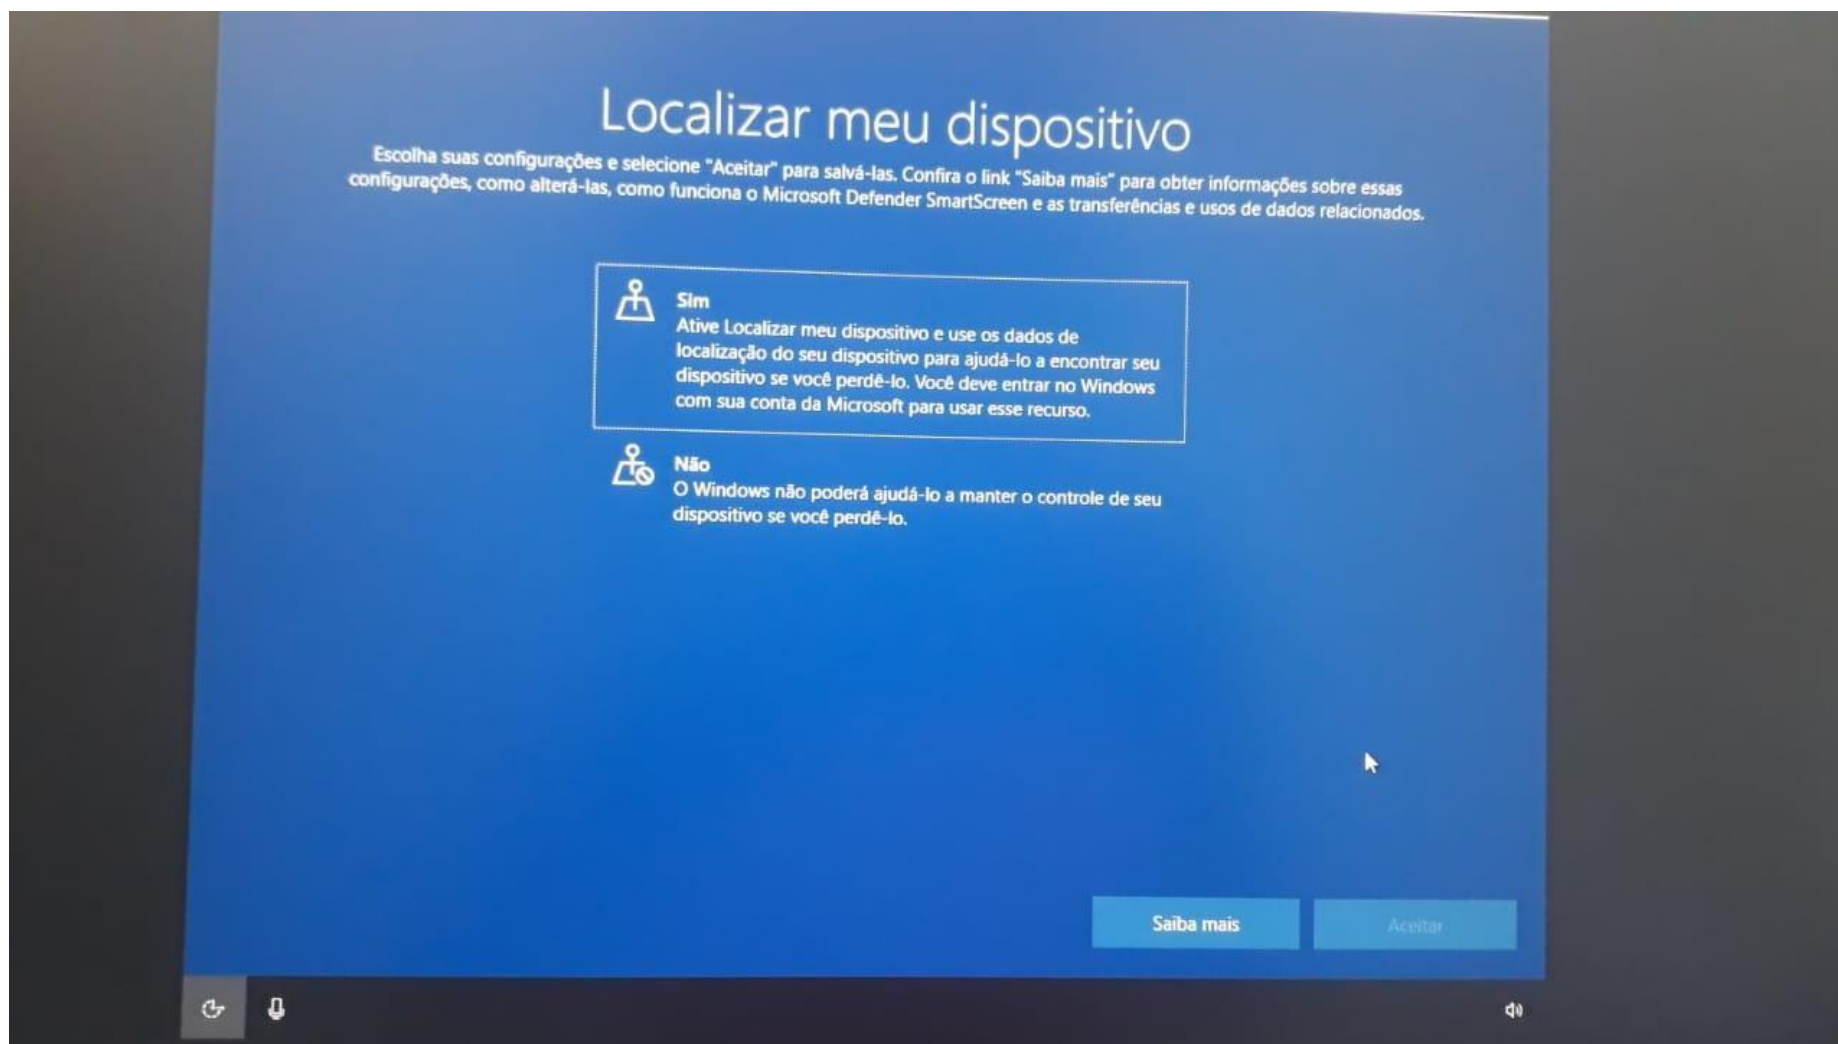 Localizar meu dispositivo
Escolha suas configurações e selecione "Aceitar" para salvá-las. Confira o link "Saiba mais" para obter informações sobre essas
configurações, como alterá-las, como funciona o Microsoft Defender SmartScreen e as transferências e usos de dados relacionados.
Sim
Ative Localizar meu dispositivo e use os dados de
localização do seu dispositivo para ajudá-lo a encontrar seu
dispositivo se você perdê-lo. Você deve entrar no Windows
com sua conta da Microsoft para usar esse recurso.
Não
O Windows não poderá ajudá-lo a manter o controle de seu
dispositivo se você perdê-lo.
Saiba mais
Aceitar